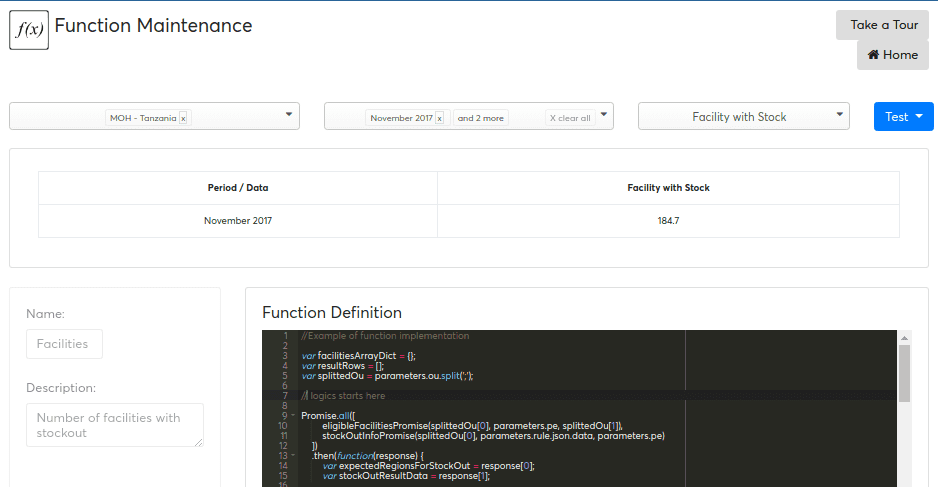 f(x) Function Maintenance
Take a Tour
Home
MOH - Tanzania x
November 2017 x and 2 more X clear all
Facility with Stock
Test
Period / Data Facility with Stock
November 2017 184.7
Name:
Facilities
Description:
Number of facilities with
stockout
Function Definition
1 //Example of function implementation
2
3 var facilitiesArrayDict = {};
4 var resultRows = [];
5 var splittedOu = parameters.ou.split(';');
6
7 // logics starts here
8
9 Promise.all([
10 eligibleFacilitiesPromise(splittedOu[0], parameters.pe, splittedOu[1]),
11 stockOutInfoPromise(splittedOu[0], parameters.rule.json.data, parameters.pe)
12 ])
13 .then(function(response) {
14 var expectedRegionsForStockOut = response[0];
15 var stockOutResultData = response[1];
16